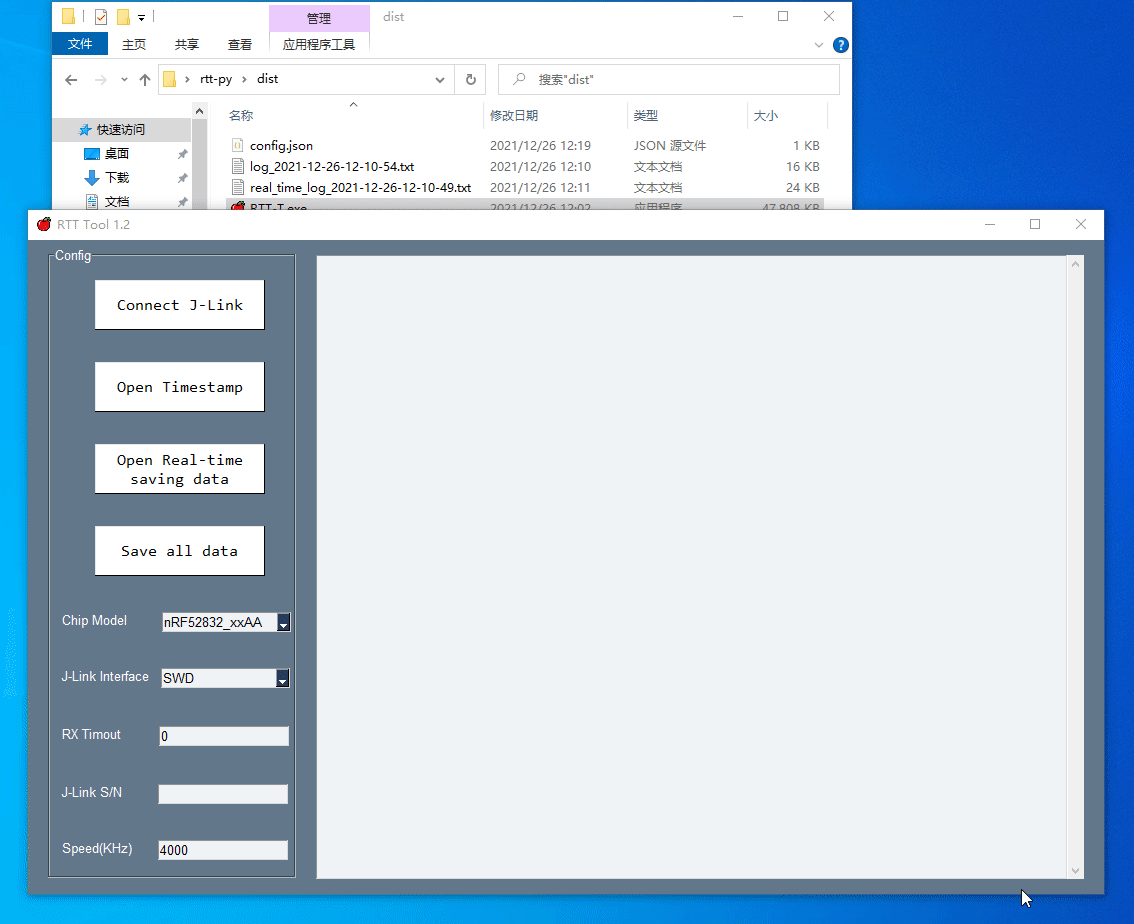 管理
dist
文件
主页
共享
查看
应用程序工具
rtt-py
dist
搜索"dist"
名称
修改日期
类型
大小
快速访问
config.json
2021/12/26 12:19
JSON 源文件
1 KB
桌面
log_2021-12-26-12-10-54.txt
2021/12/26 12:10
文本文档
16 KB
下载
real_time_log_2021-12-26-12-10-49.txt
2021/12/26 12:11
文本文档
24 KB
文档
RTT-T.exe
2021/12/26 12:02
应用程序
47,808 KB
RTT Tool 1.2
Config
Connect J-Link
Open Timestamp
Open Real-time
saving data
Save all data
Chip Model
nRF52832_xxAA
J-Link Interface
SWD
RX Timout
0
J-Link S/N
Speed(KHz)
4000